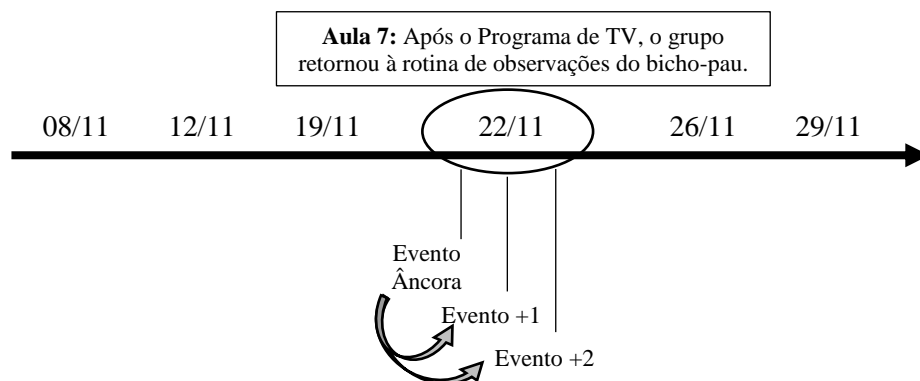 Aula 7: Após o Programa de TV, o grupo
retornou à rotina de observações do bicho-pau.
08/11 12/11 19/11 22/11 26/11 29/11
Evento
Âncora
Evento +1
Evento +2